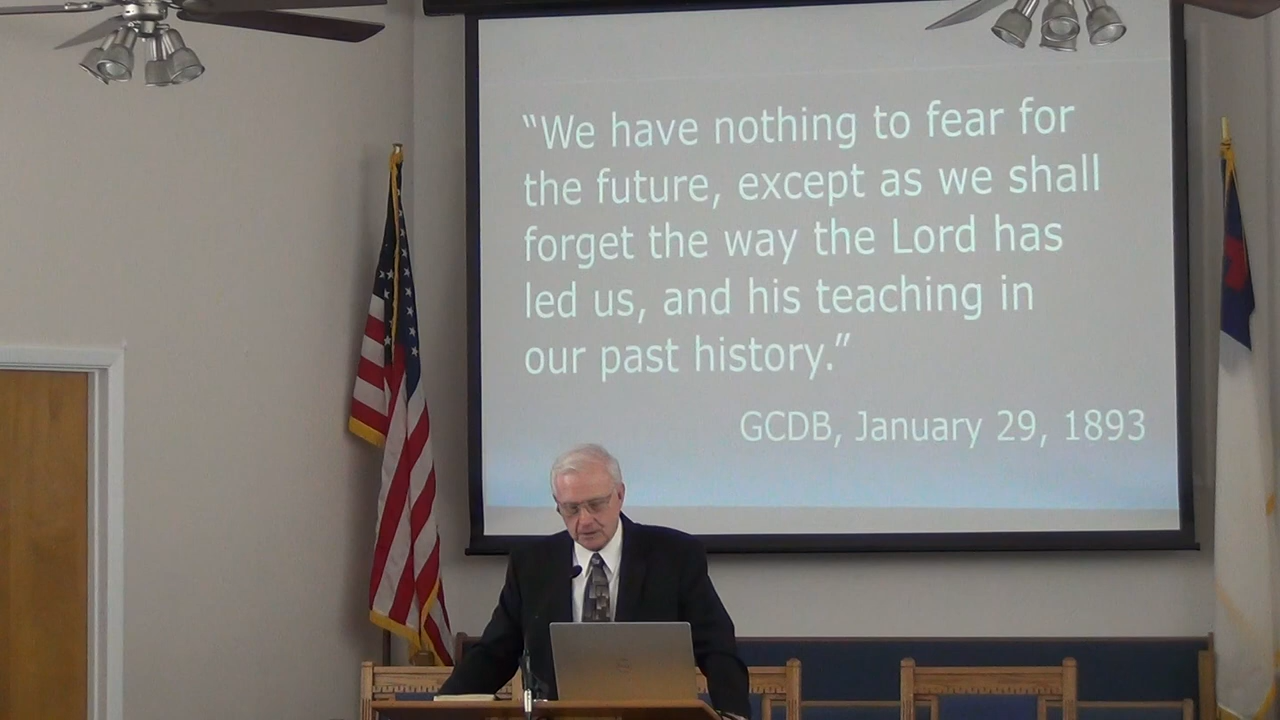 “We have nothing to fear for
the future, except as we shall
forget the way the Lord has
led us, and his teaching in
our past history.”
GCDB, January 29, 1893